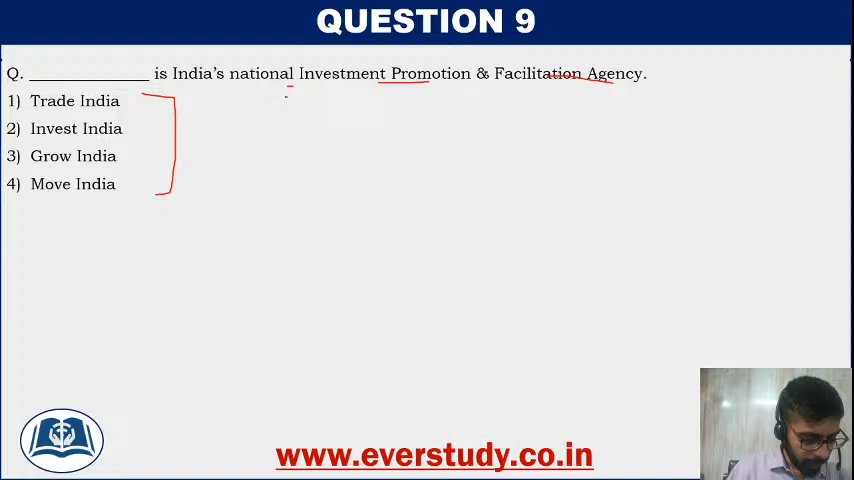 QUESTION 9
Q. ______________ is India's national Investment Promotion & Facilitation Agency.
1) Trade India
2) Invest India
3) Grow India
4) Move India
www.everstudy.co.in